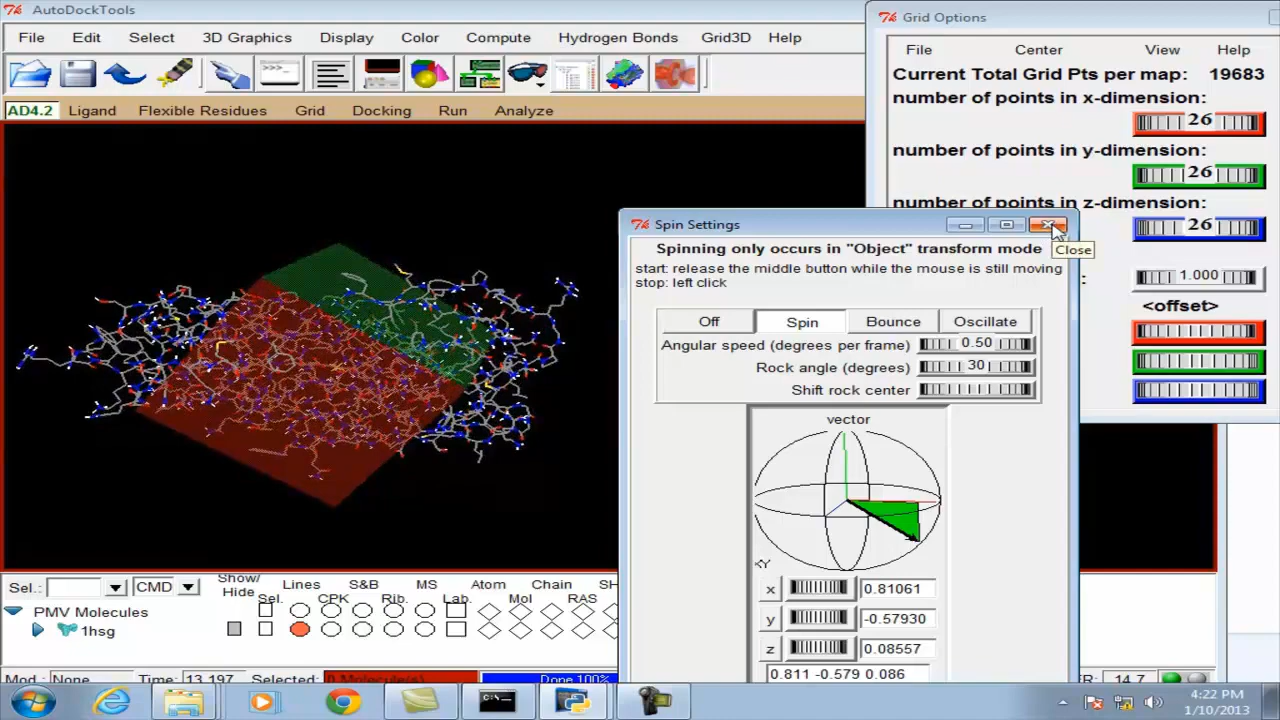 AutoDockTools
File Edit Select 3D Graphics Display Color Compute Hydrogen Bonds Grid3D Help
AD4.2 Ligand Flexible Residues Grid Docking Run Analyze
Grid Options
File Center View Help
Current Total Grid Pts per map: 19683
number of points in x-dimension:
26
number of points in y-dimension:
26
number of points in z-dimension:
26
: 1.000
<offset>
Spin Settings
Close
Spinning only occurs in "Object" transform mode
start: release the middle button while the mouse is still moving
stop: left click
Off Spin Bounce Oscillate
Angular speed (degrees per frame) 0.50
Rock angle (degrees) 30
Shift rock center
vector
XY
x 0.81061
y -0.57930
z 0.08557
0.811 -0.579 0.086
Sel.: CMD Show/ Hide Lines S&B MS Atom Chain SH
Sel. CPK Rib. Lab. Mol RAS
PMV Molecules
1hsg
Mod.: None Time: 13.197 Selected: 0 Molecule(s) Done 100% 14.7
4:22 PM
1/10/2013